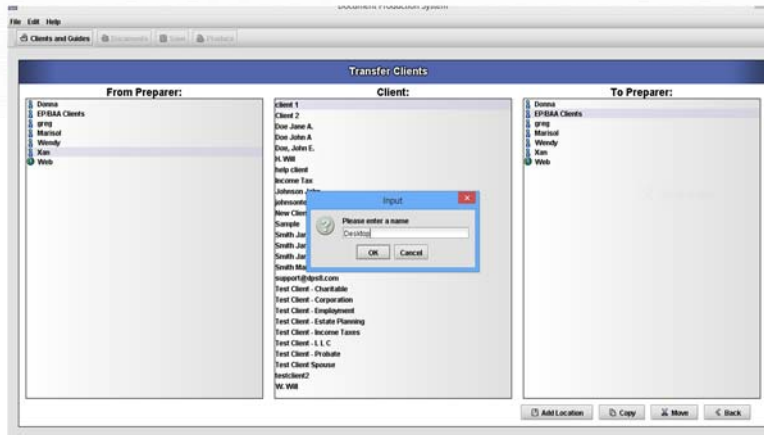 Document Production System
File Edit Help
Clients and Guides Documents Save Products
Transfer Clients
From Preparer:
Donna
EP/BAA Clients
greg
Marisol
Wendy
Xan
Web
Client:
client 1
Client 2
Doe Jane A.
Doe John A
Doe, John E.
H. Will
help client
Income Tax
Johnson John
johnsonte
New Clien
Sample
Smith Jar
Smith Jar
Smith Jar
Smith Ma
support@dpsll.com
Test Client - Charitable
Test Client - Corporation
Test Client - Employment
Test Client - Estate Planning
Test Client - Income Taxes
Test Client - L L C
Test Client - Probate
Test Client Spouse
testclient2
W. Will
Input
Please enter a name
Desktop
OK Cancel
To Preparer:
Donna
EP/BAA Clients
greg
Marisol
Wendy
Xan
Web
Add Location Copy Move Back